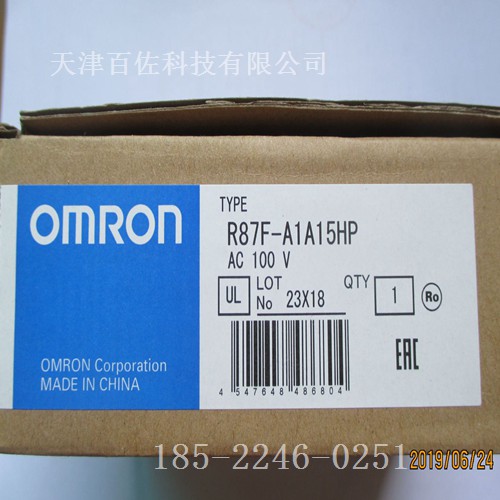 天津百佐科技有限公司
OMRON
OMRON Corporation
MADE IN CHINA
TYPE
R87F-A1A15HP
AC 100 V
UL
LOT No 23X18
QTY 1
Ro
EAC
4 547648 486804
185-2246-0251
2019/06/24